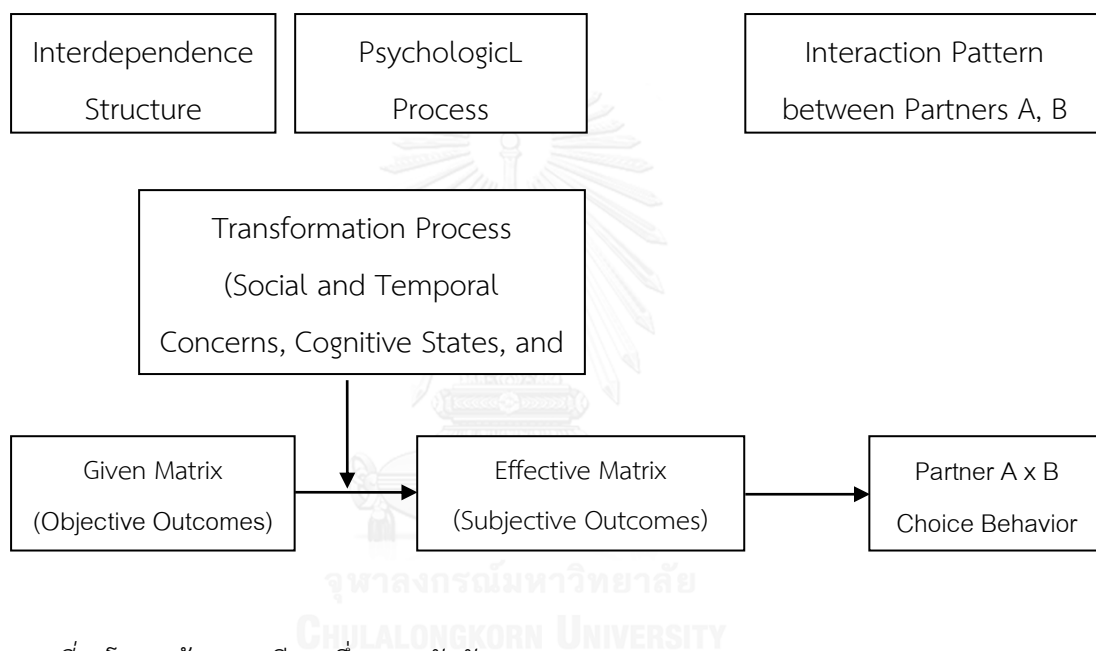 Interdependence
Structure
PsychologicL
Process
Interaction Pattern
between Partners A, B
Transformation Process
(Social and Temporal
Concerns, Cognitive States, and
Given Matrix
(Objective Outcomes)
Effective Matrix
(Subjective Outcomes)
Partner A x B
Choice Behavior
จุฬาลงกรณ์มหาวิทยาลัย
CHULALONGKORN UNIVERSITY